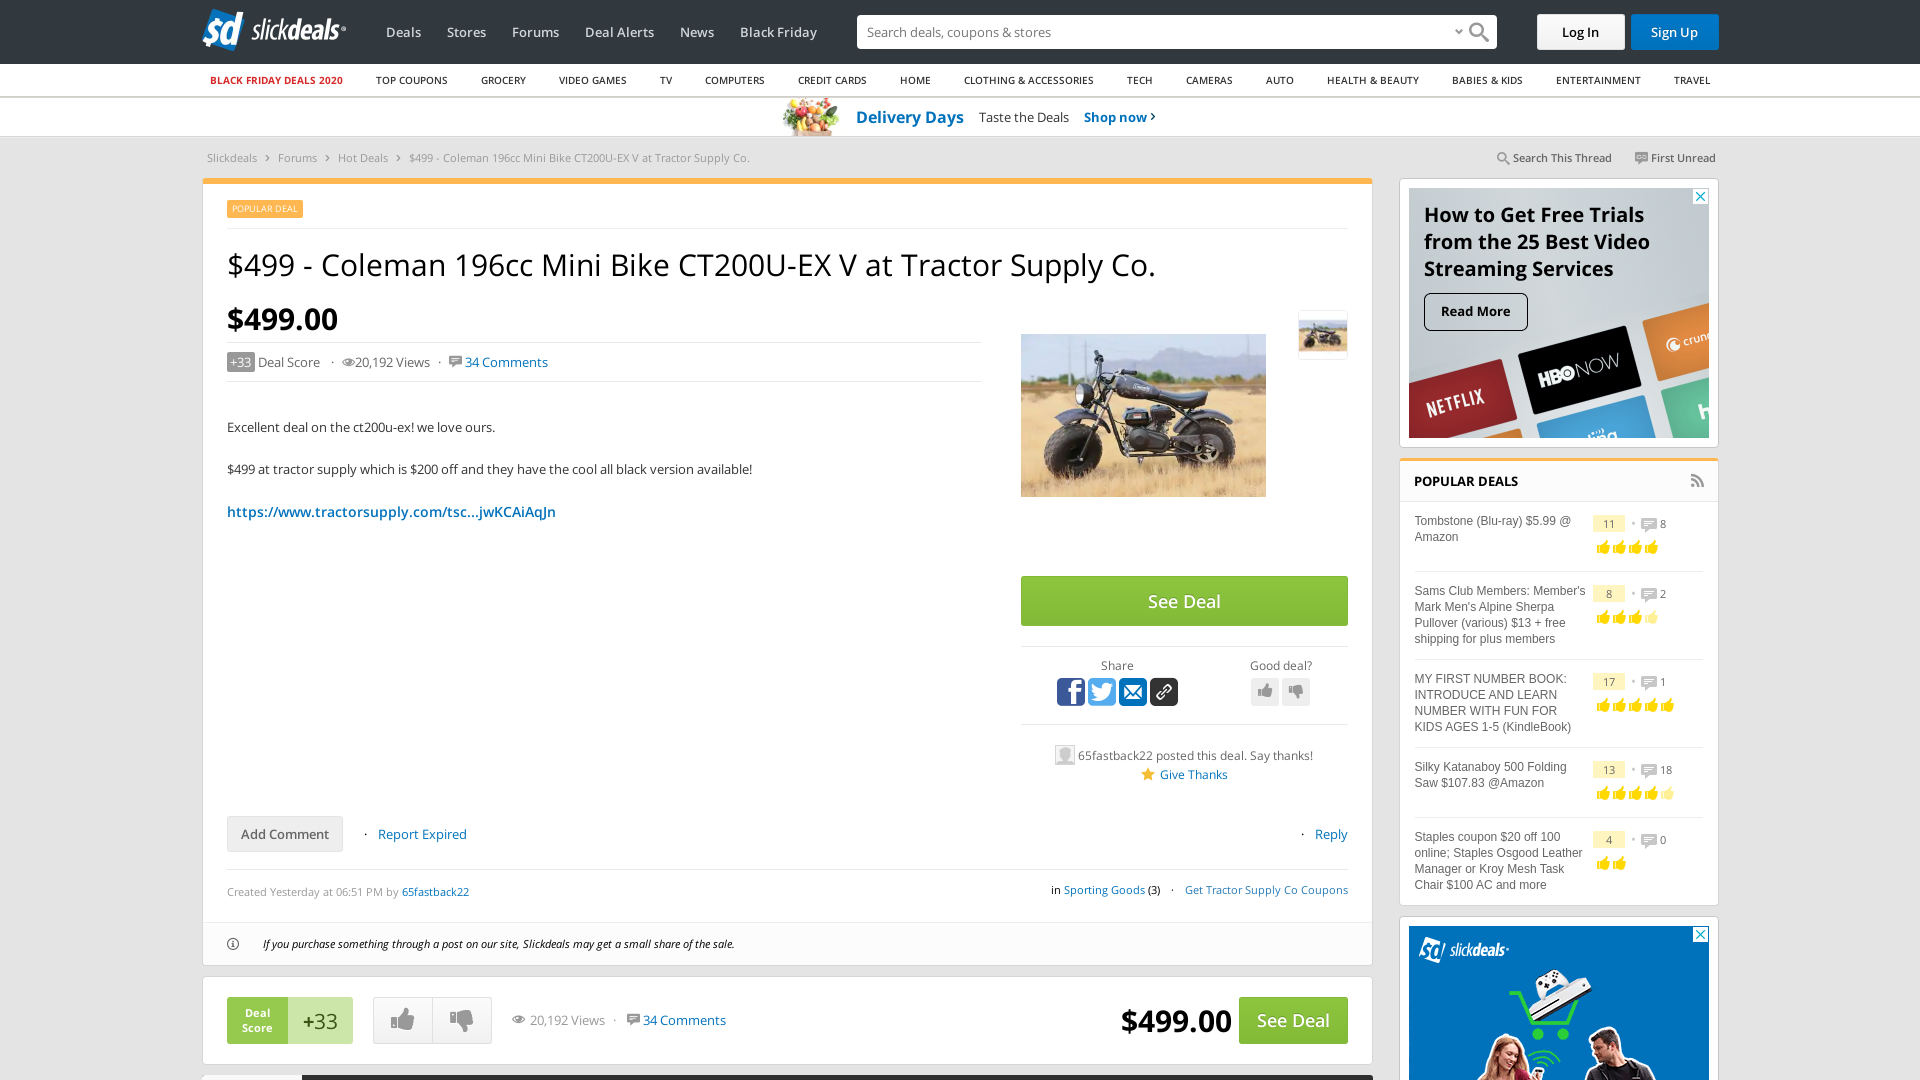 sd slickdeals
Deals Stores Forums Deal Alerts News Black Friday
Search deals, coupons & scores
Log In
Sign Up
BLACK FRIDAY DEALS 2020 TOP COUPONS GROCERY VIDEO GAMES TV COMPUTERS CREDIT CARDS HOME CLOTHING & ACCESSORIES TECH CAMERAS AUTO HEALTH & BEAUTY BABIES & KIDS ENTERTAINMENT TRAVEL
Delivery Days Taste the Deals Shop now ›
Slickdeals › Forums › Hot Deals › $499 - Coleman 196cc Mini Bike CT200U-EX V at Tractor Supply Co.
Search This Thread First Unread
POPULAR DEAL
$499 - Coleman 196cc Mini Bike CT200U-EX V at Tractor Supply Co.
$499.00
+33 Deal Score · 20,192 Views · 34 Comments
Excellent deal on the ct200u-ex! we love ours.
$499 at tractor supply which is $200 off and they have the cool all black version available!
https://www.tractorsupply.com/tsc...jwKCAiAqJn
See Deal
Share
Good deal?
65fastback22 posted this deal. Say thanks!
Give Thanks
Add Comment · Report Expired
· Reply
Created Yesterday at 06:51 PM by 65fastback22
in Sporting Goods (3) · Get Tractor Supply Co Coupons
If you purchase something through a post on our site, Slickdeals may get a small share of the sale.
Deal
Score
+33
20,192 Views · 34 Comments
$499.00
See Deal
How to Get Free Trials
from the 25 Best Video
Streaming Services
Read More
NETFLIX
HBO NOW
crunc
h
ling
POPULAR DEALS
Tombstone (Blu-ray) $5.99 @
Amazon
11 • 8
Sams Club Members: Member's
Mark Men's Alpine Sherpa
Pullover (various) $13 + free
shipping for plus members
8 • 2
MY FIRST NUMBER BOOK:
INTRODUCE AND LEARN
NUMBER WITH FUN FOR
KIDS AGES 1-5 (KindleBook)
17 • 1
Silky Katanaboy 500 Folding
Saw $107.83 @Amazon
13 • 18
Staples coupon $20 off 100
online; Staples Osgood Leather
Manager or Kroy Mesh Task
Chair $100 AC and more
4 • 0
sd slickdeals